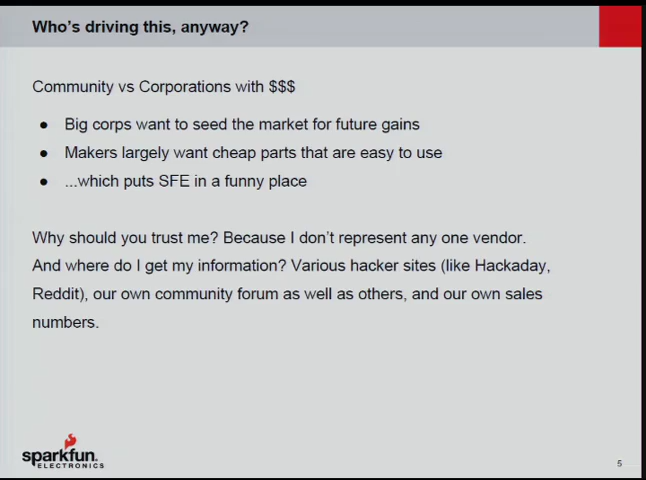 Who's driving this, anyway?
Community vs Corporations with $$$
● Big corps want to seed the market for future gains
● Makers largely want cheap parts that are easy to use
● ...which puts SFE in a funny place
Why should you trust me? Because I don't represent any one vendor.
And where do I get my information? Various hacker sites (like Hackaday,
Reddit), our own community forum as well as others, and our own sales
numbers.
sparkfun
ELECTRONICS
5